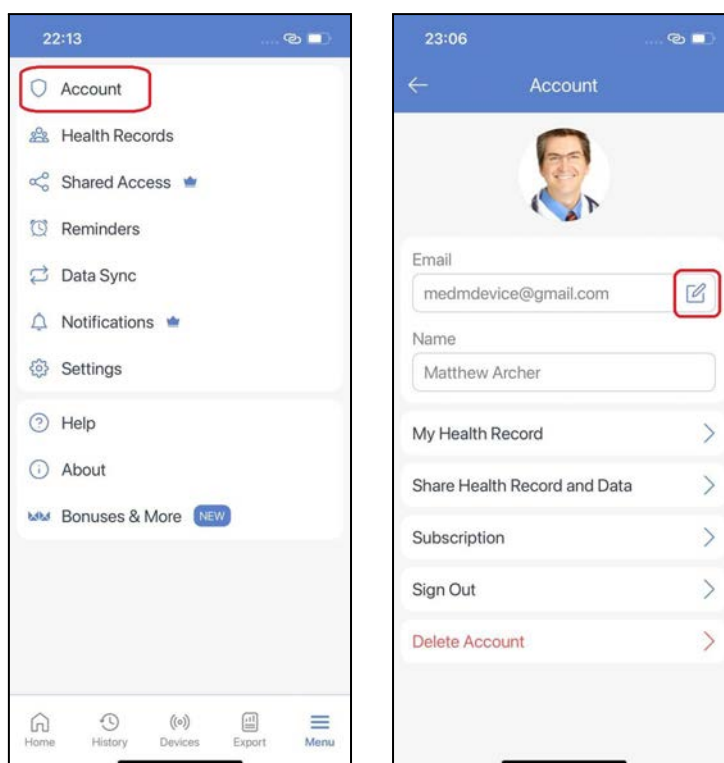 22:13
Account
Health Records
Shared Access
Reminders
Data Sync
Notifications
Settings
Help
About
Bonuses & More NEW
Home History Devices Export Menu
23:06
Account
Email
medmdevice@gmail.com
Name
Matthew Archer
My Health Record
Share Health Record and Data
Subscription
Sign Out
Delete Account